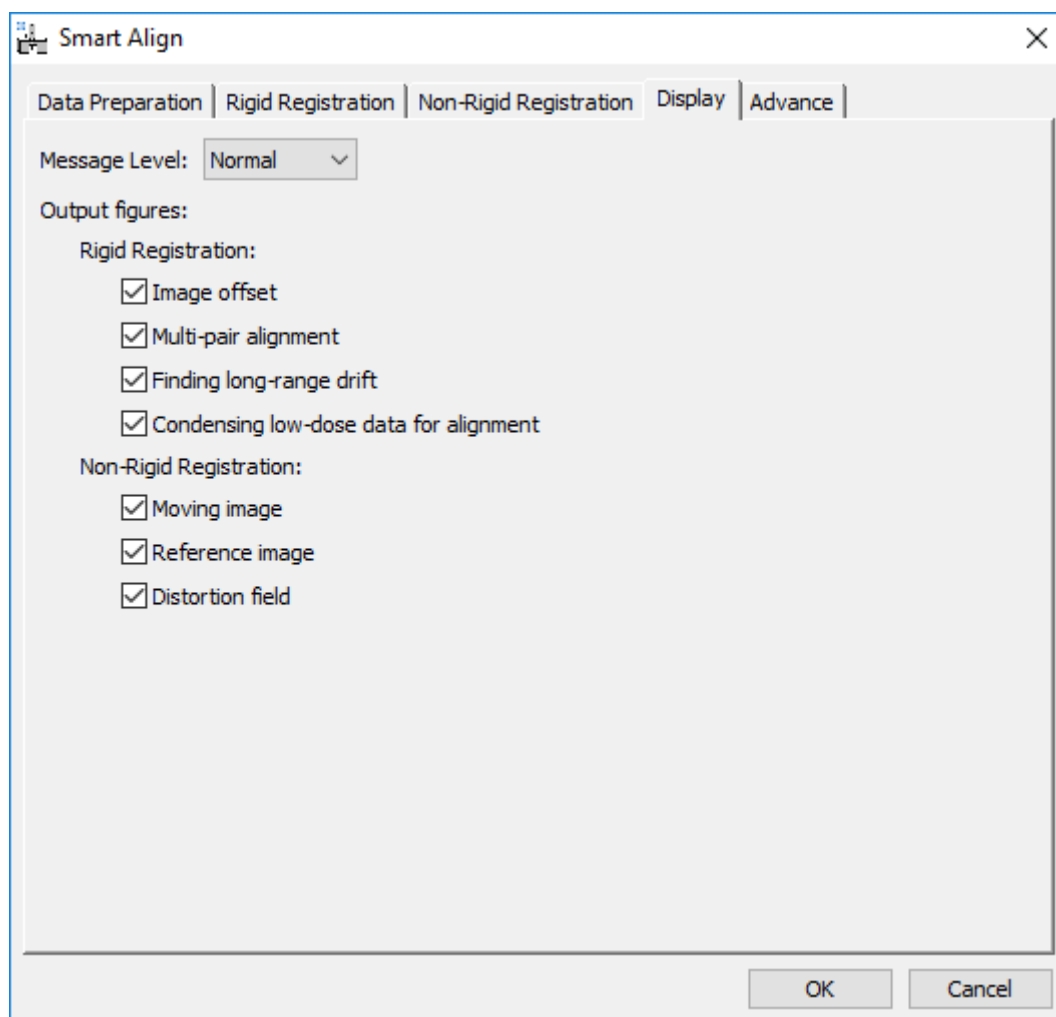 Smart Align
Data Preparation Rigid Registration Non-Rigid Registration Display Advance
Message Level: Normal
Output figures:
Rigid Registration:
Image offset
Multi-pair alignment
Finding long-range drift
Condensing low-dose data for alignment
Non-Rigid Registration:
Moving image
Reference image
Distortion field
OK Cancel